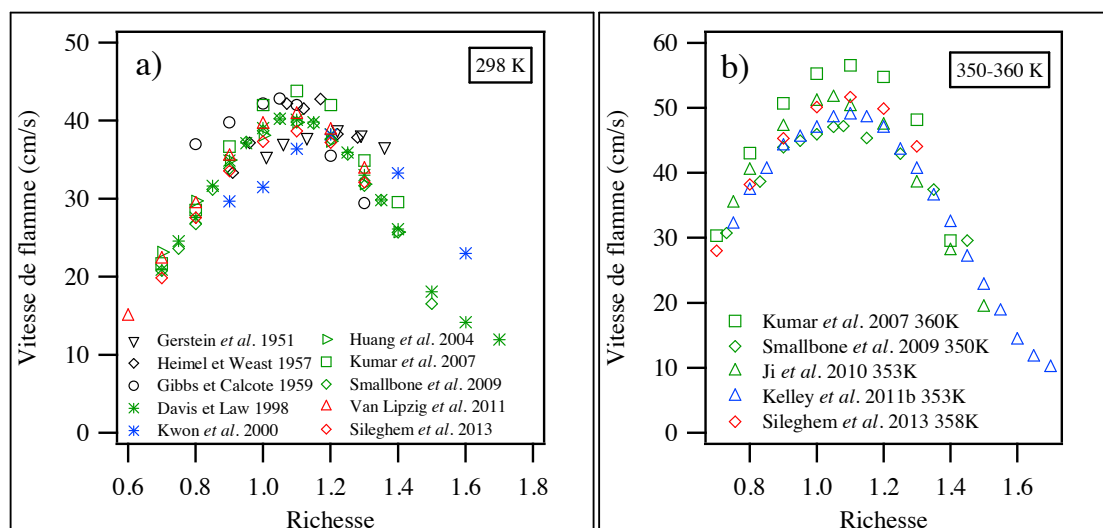 a)
298 K
50
40
30
20
10
0
Vitesse de flamme (cm/s)
Gerstein et al. 1951
Heimel et Weast 1957
Gibbs et Calcote 1959
Davis et Law 1998
Kwon et al. 2000
Huang et al. 2004
Kumar et al. 2007
Smallbone et al. 2009
Van Lipzig et al. 2011
Sileghem et al. 2013
0.6 0.8 1.0 1.2 1.4 1.6 1.8
Richesse
b)
350-360 K
60
50
40
30
20
10
0
Vitesse de flamme (cm/s)
Kumar et al. 2007 360K
Smallbone et al. 2009 350K
Ji et al. 2010 353K
Kelley et al. 2011b 353K
Sileghem et al. 2013 358K
0.8 1.0 1.2 1.4 1.6
Richesse